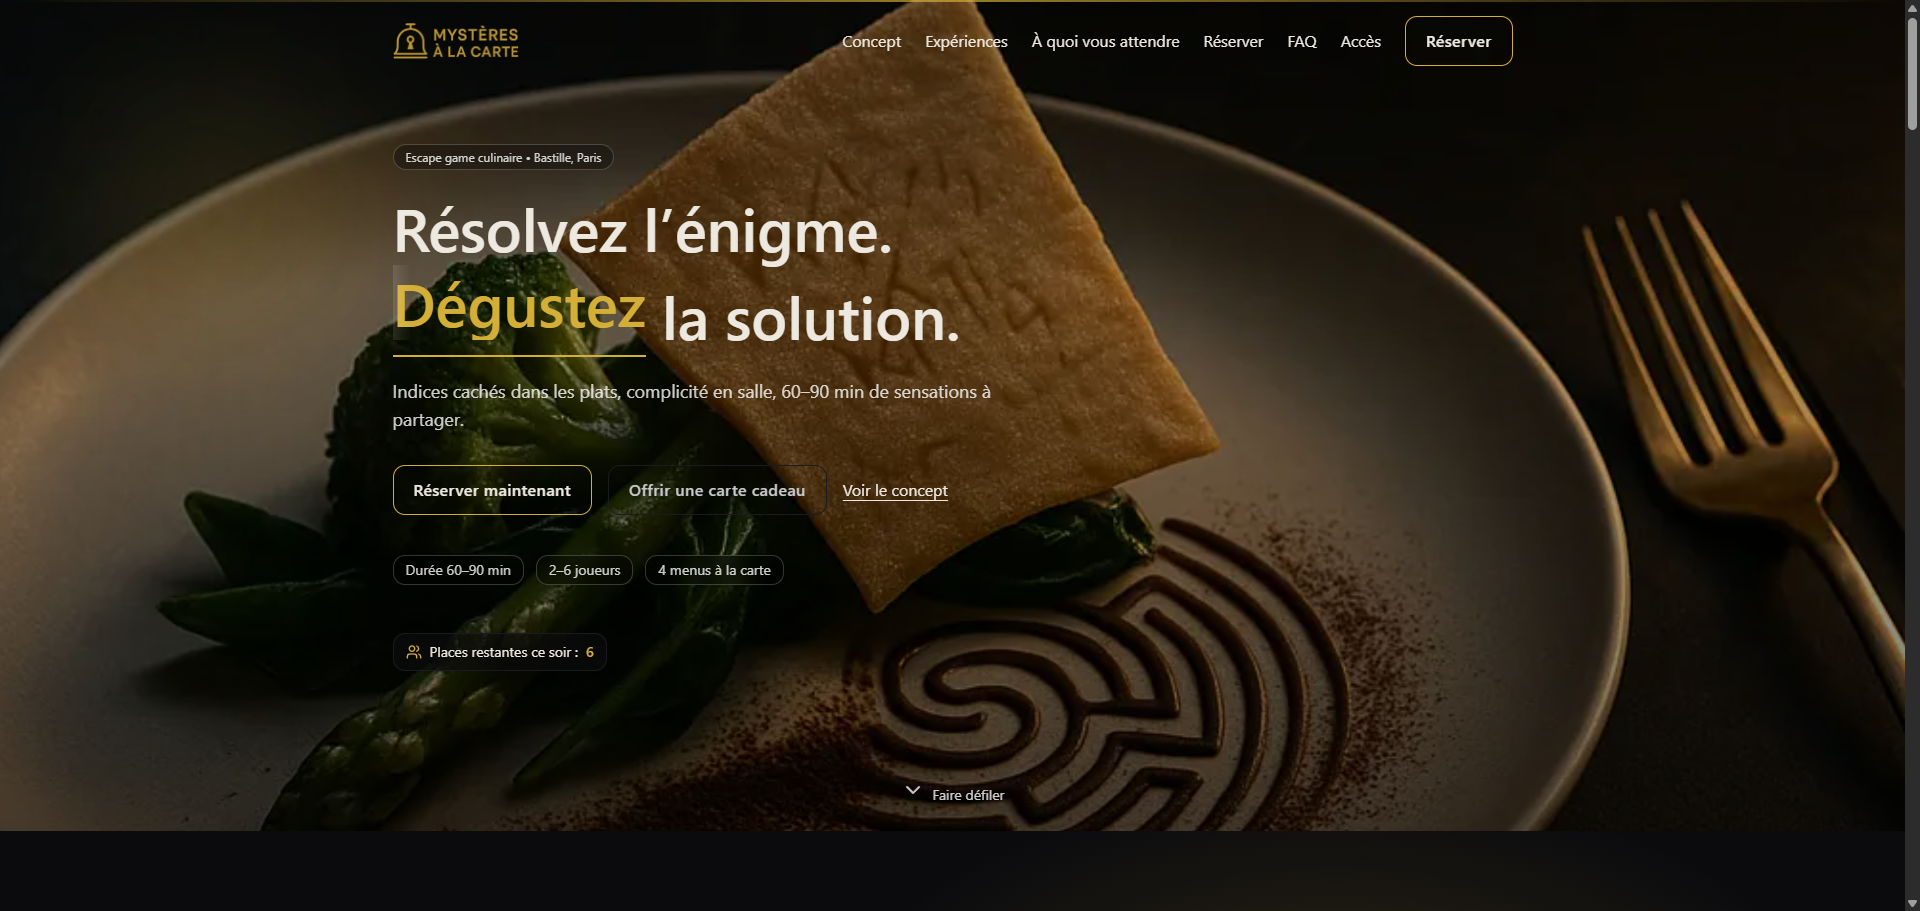 MYSTÈRES
À LA CARTE
Concept Expériences À quoi vous attendre Réserver FAQ Accès Réserver
Escape game culinaire • Bastille, Paris
Résolvez l’énigme.
Dégustez la solution.
Indices cachés dans les plats, complicité en salle, 60–90 min de sensations à
partager.
Réserver maintenant Offrir une carte cadeau Voir le concept
Durée 60–90 min 2–6 joueurs 4 menus à la carte
Places restantes ce soir : 6
Faire défiler